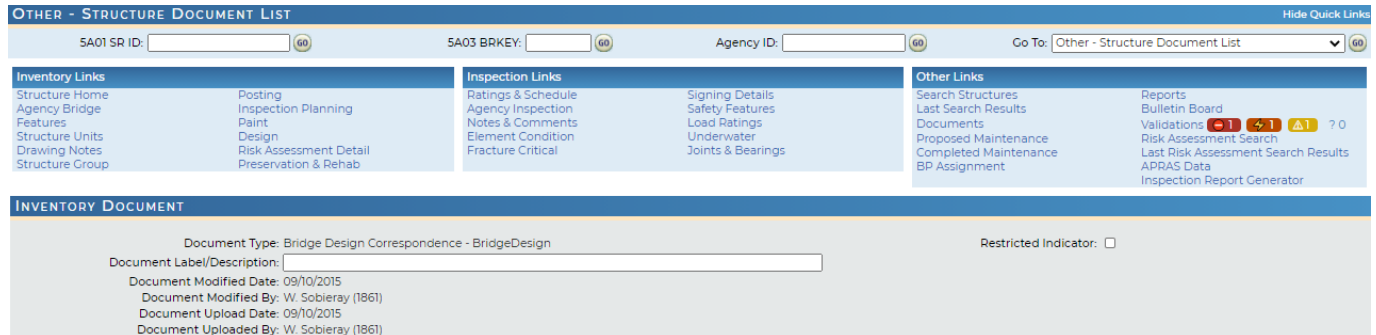 OTHER - STRUCTURE DOCUMENT LIST Hide Quick Links
5A01 SR ID: GO 5A03 BRKEY: GO Agency ID: GO Go To: Other - Structure Document List GO
Inventory Links Inspection Links Other Links
Structure Home Posting Ratings & Schedule Signing Details Search Structures Reports
Agency Bridge Inspection Planning Agency Inspection Safety Features Last Search Results Bulletin Board
Features Paint Notes & Comments Load Ratings Documents Validations 1 1 1 ? 0
Structure Units Design Element Condition Underwater Proposed Maintenance Risk Assessment Search
Drawing Notes Risk Assessment Detail Fracture Critical Joints & Bearings Completed Maintenance Last Risk Assessment Search Results
Structure Group Preservation & Rehab BP Assignment APRAS Data
Inspection Report Generator
INVENTORY DOCUMENT
Document Type: Bridge Design Correspondence - BridgeDesign Restricted Indicator:
Document Label/Description:
Document Modified Date: 09/10/2015
Document Modified By: W. Sobieray (1861)
Document Upload Date: 09/10/2015
Document Uploaded By: W. Sobieray (1861)